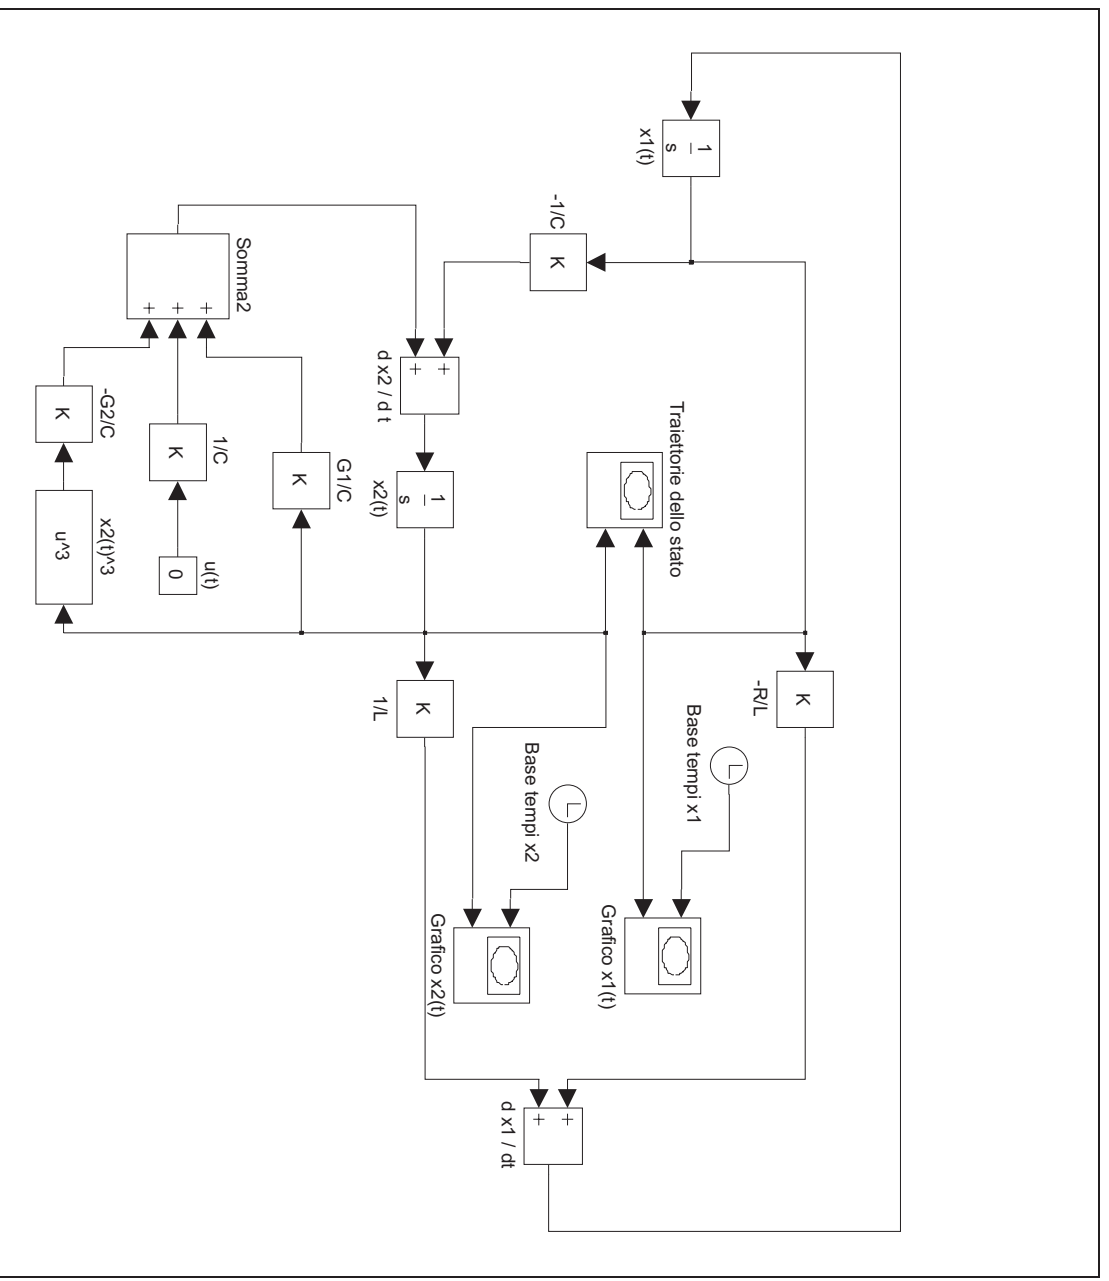 1
s
x1(t)
K
-R/L
Base tempi x1
Grafico x1(t)
Traiettorie dello stato
K
-1/C
Base tempi x2
Grafico x2(t)
+
+
d x1 / dt
+
+
d x2 / d t
1
s
x2(t)
K
1/L
G1/C
K
Somma2
+
+
+
1/C
K
u(t)
0
-G2/C
K
x2(t)^3
u^3